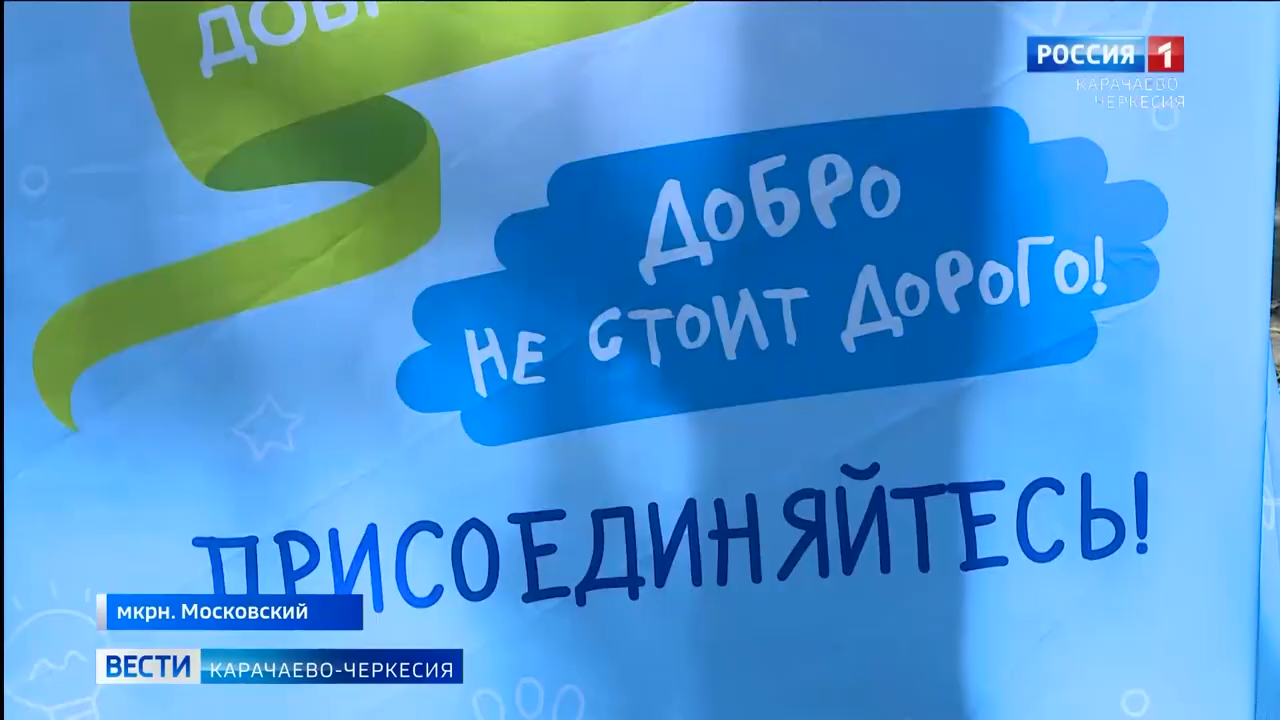 РОССИЯ 1
КАРАЧАЕВО
ЧЕРКЕСИЯ
ДОБРО
НЕ СТОИТ ДОРОГО!
ПРИСОЕДИНЯЙТЕСЬ!
мкрн. Московский
ВЕСТИ КАРАЧАЕВО-ЧЕРКЕСИЯ